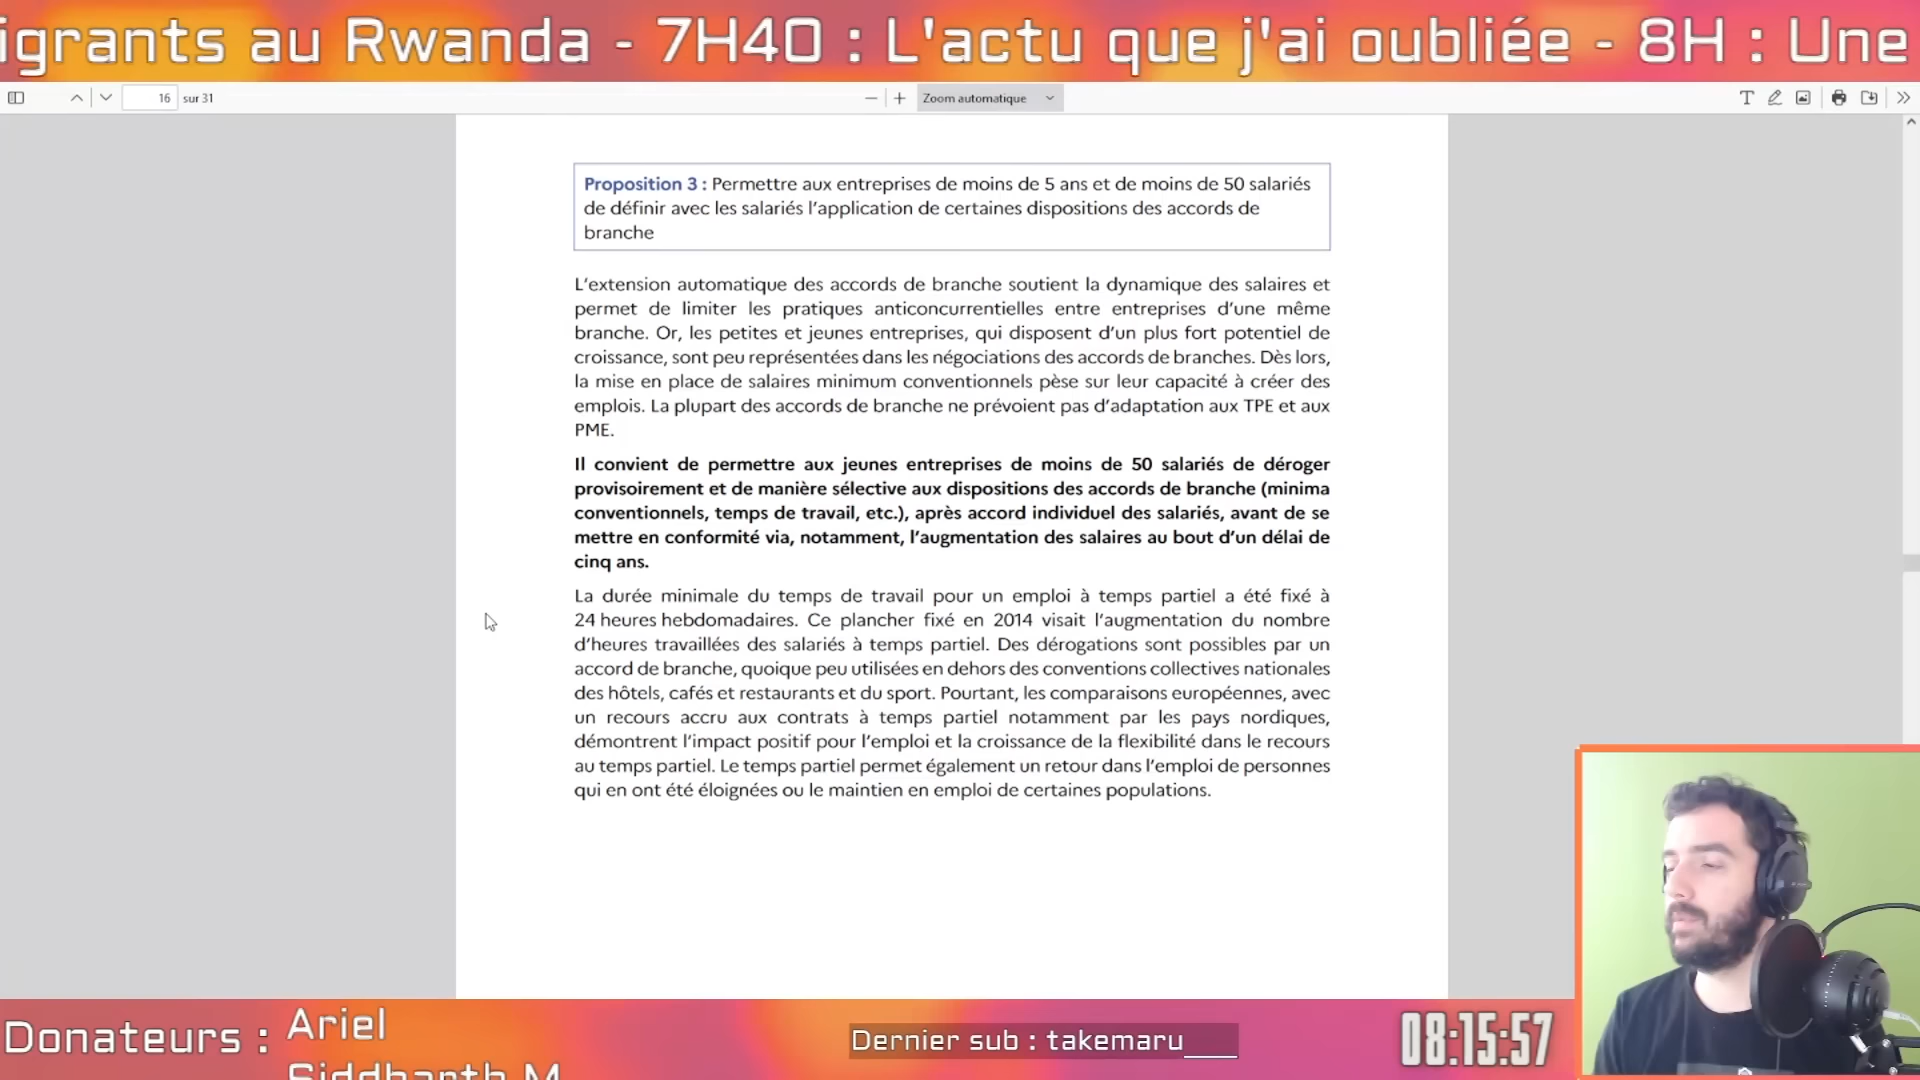 igrants au Rwanda - 7H40 : L'actu que j'ai oubliée - 8H : Une
16 sur 31
Zoom automatique
Proposition 3 : Permettre aux entreprises de moins de 5 ans et de moins de 50 salariés
de définir avec les salariés l'application de certaines dispositions des accords de
branche
L'extension automatique des accords de branche soutient la dynamique des salaires et
permet de limiter les pratiques anticoncurrentielles entre entreprises d'une même
branche. Or, les petites et jeunes entreprises, qui disposent d'un plus fort potentiel de
croissance, sont peu représentées dans les négociations des accords de branches. Dès lors,
la mise en place de salaires minimum conventionnels pèse sur leur capacité à créer des
emplois. La plupart des accords de branche ne prévoient pas d'adaptation aux TPE et aux
PME.
Il convient de permettre aux jeunes entreprises de moins de 50 salariés de déroger
provisoirement et de manière sélective aux dispositions des accords de branche (minima
conventionnels, temps de travail, etc.), après accord individuel des salariés, avant de se
mettre en conformité via, notamment, l'augmentation des salaires au bout d'un délai de
cinq ans.
La durée minimale du temps de travail pour un emploi à temps partiel a été fixé à
24 heures hebdomadaires. Ce plancher fixé en 2014 visait l'augmentation du nombre
d'heures travaillées des salariés à temps partiel. Des dérogations sont possibles par un
accord de branche, quoique peu utilisées en dehors des conventions collectives nationales
des hôtels, cafés et restaurants et du sport. Pourtant, les comparaisons européennes, avec
un recours accru aux contrats à temps partiel notamment par les pays nordiques,
démontrent l'impact positif pour l'emploi et la croissance de la flexibilité dans le recours
au temps partiel. Le temps partiel permet également un retour dans l'emploi de personnes
qui en ont été éloignées ou le maintien en emploi de certaines populations.
Donateurs : Ariel
Siddharth M
Dernier sub : takemaru___
08:15:57